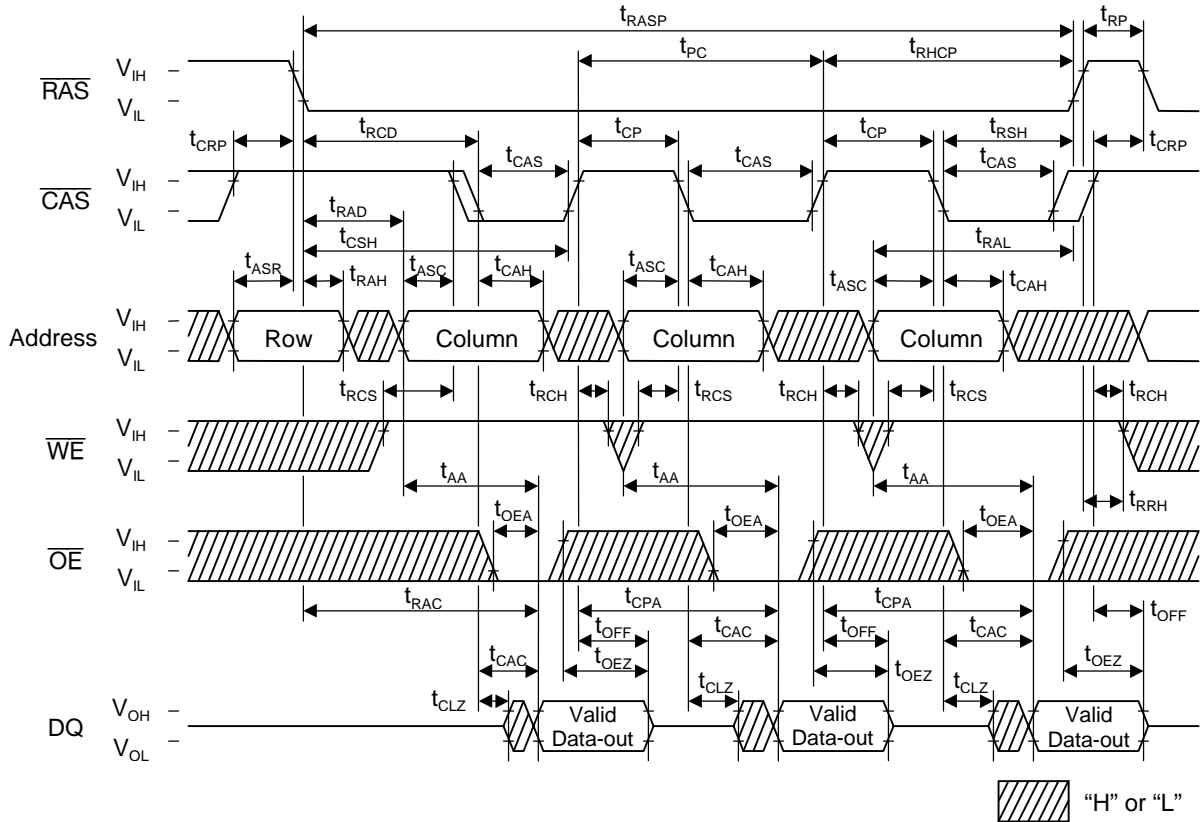 tRASP
tRP
tPC
tRHCP
RAS
VIH
VIL
tCRP
tRCD
tCP
tCP
tRSH
tCRP
tCAS
tCAS
tCAS
CAS
VIH
VIL
tRAD
tCSH
tRAL
tASR
tRAH
tASC
tCAH
tASC
tCAH
tASC
tCAH
Address
VIH
VIL
Row
Column
Column
Column
tRCS
tRCH
tRCS
tRCH
tRCS
tRCH
WE
VIH
VIL
tAA
tAA
tAA
tRRH
tOEA
tOEA
tOEA
OE
VIH
VIL
tRAC
tCPA
tCPA
tOFF
tCAC
tOFF
tCAC
tOFF
tCAC
tOEZ
tOEZ
tOEZ
tCLZ
tCLZ
tCLZ
DQ
VOH
VOL
Valid
Data-out
Valid
Data-out
Valid
Data-out
“H” or “L”